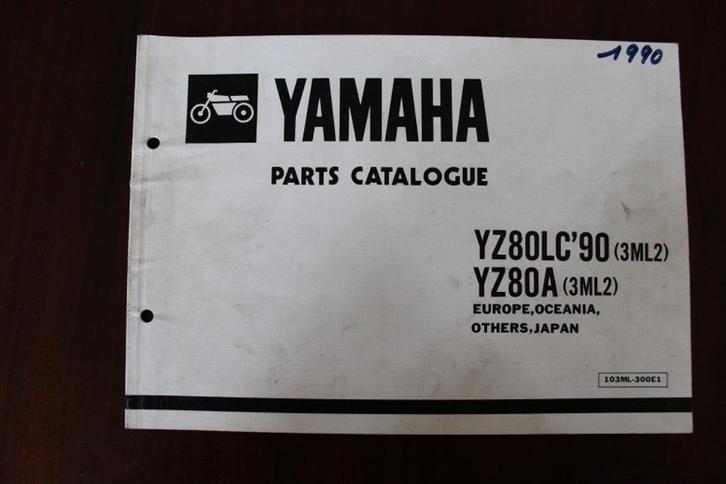 1990
YAMAHA
PARTS CATALOGUE
YZ80LC'90 (3ML2)
YZ80A (3ML2)
EUROPE,OCEANIA,
OTHERS,JAPAN
103ML-300E1